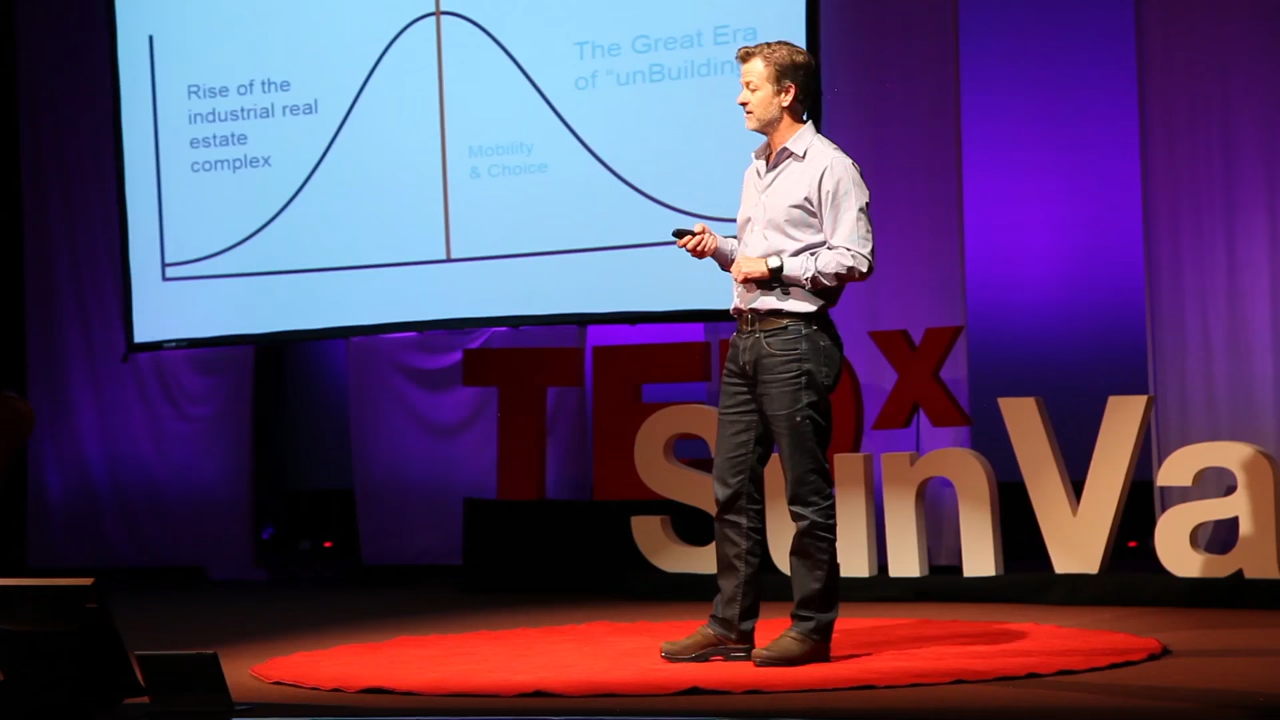 Rise of the
industrial real
estate
complex
The Great Era
of "unBuilding
Mobility
& Choice
TEDx
SunVa